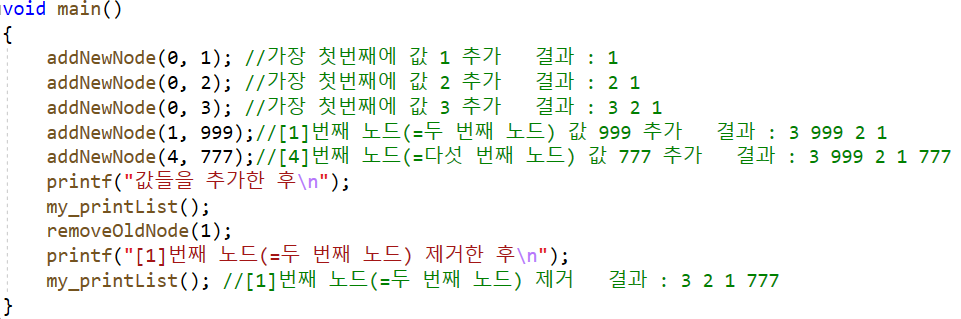 void main()
{
addNewNode(0, 1); //가장 첫번째에 값 1 추가 결과 : 1
addNewNode(0, 2); //가장 첫번째에 값 2 추가 결과 : 2 1
addNewNode(0, 3); //가장 첫번째에 값 3 추가 결과 : 3 2 1
addNewNode(1, 999);//[1]번째 노드(=두 번째 노드) 값 999 추가 결과 : 3 999 2 1
addNewNode(4, 777);//[4]번째 노드(=다섯 번째 노드) 값 777 추가 결과 : 3 999 2 1 777
printf("값들을 추가한 후\n");
my_printList();
removeOldNode(1);
printf("[1]번째 노드(=두 번째 노드) 제거한 후\n");
my_printList(); //[1]번째 노드(=두 번째 노드) 제거 결과 : 3 2 1 777
}